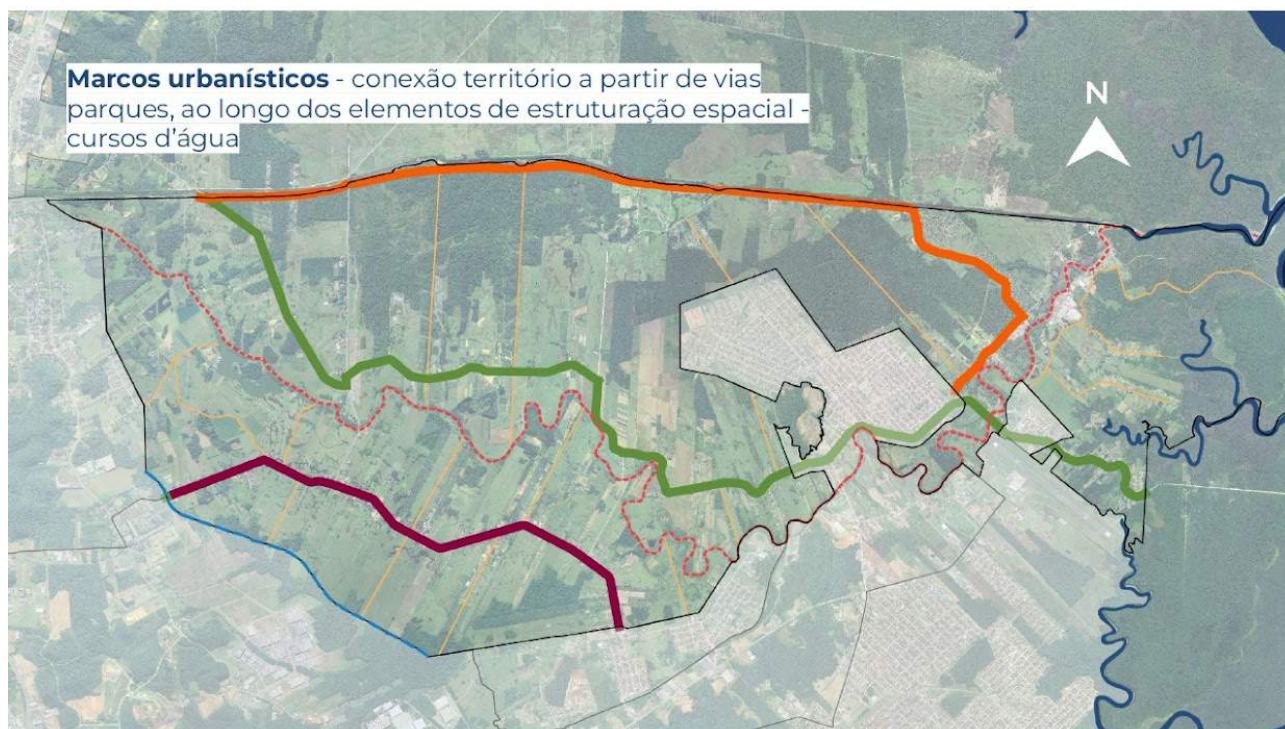 Marcos urbanísticos - conexão território a partir de vias
parques, ao longo dos elementos de estruturação espacial -
cursos d'água
N